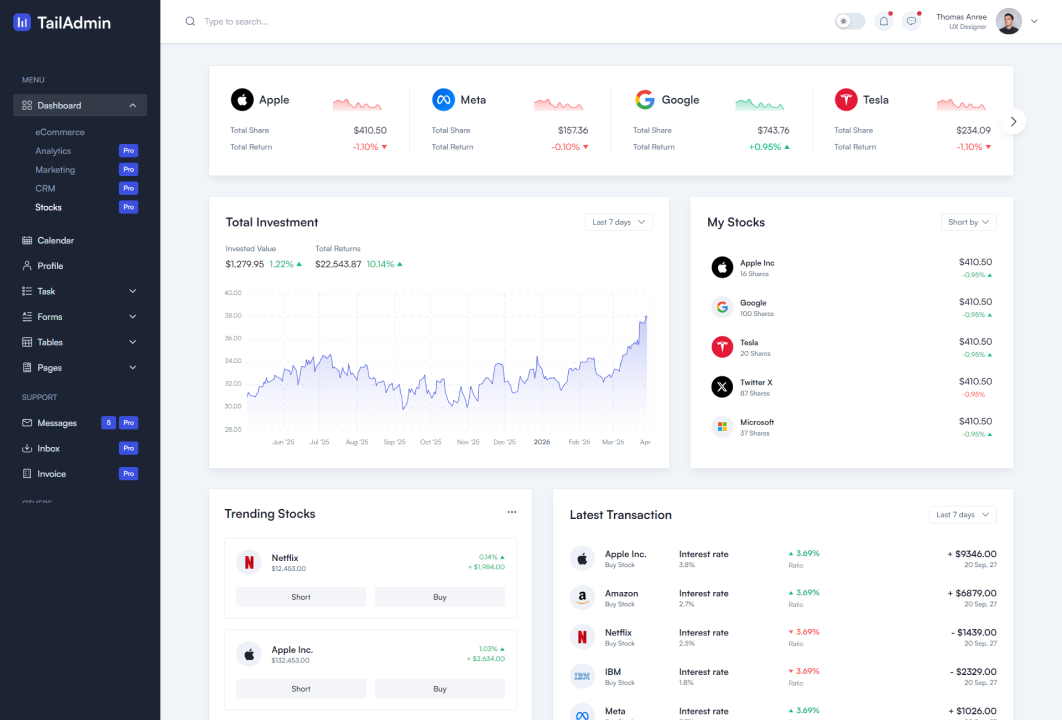 TailAdmin
Type to search...
Thomas Anree
UX Designer
MENU
Dashboard
eCommerce
Analytics Pro
Marketing Pro
CRM Pro
Stocks Pro
Calendar
Profile
Task
Forms
Tables
Pages
SUPPORT
Messages 5 Pro
Inbox Pro
Invoice Pro
Apple
Total Share $410.50
Total Return -1.10%
Meta
Total Share $157.36
Total Return -0.10%
Google
Total Share $743.76
Total Return +0.95%
Tesla
Total Share $234.09
Total Return -1.10%
Total Investment
Last 7 days
Invested Value Total Returns
$1,279.95 1.22% $22,543.87 10.14%
40.00
38.00
36.00
34.00
32.00
30.00
28.00
Jun '25 Jul '25 Aug '25 Sep '25 Oct '25 Nov '25 Dec '25 2026 Feb '26 Mar '26 Apr
My Stocks
Short by
Apple Inc $410.50
16 Shares -0.95%
Google $410.50
100 Shares -0.95%
Tesla $410.50
20 Shares -0.95%
Twitter X $410.50
87 Shares -0.95%
Microsoft $410.50
37 Shares -0.95%
Trending Stocks
Netflix 0.14%
$12,453.00 + $1,984.00
Short Buy
Apple Inc. 1.03%
$132,453.00 + $2,634.00
Short Buy
Latest Transaction
Last 7 days
Apple Inc. Interest rate 3.69% + $9346.00
Buy Stock 3.8% Ratio 20 Sep, 27
Amazon Interest rate 3.69% + $6879.00
Buy Stock 2.7% Ratio 20 Sep, 27
Netflix Interest rate 3.69% - $1439.00
Buy Stock 2.5% Ratio 20 Sep, 27
IBM Interest rate 3.69% - $2329.00
Buy Stock 1.8% Ratio 20 Sep, 27
Meta Interest rate 3.69% + $1026.00